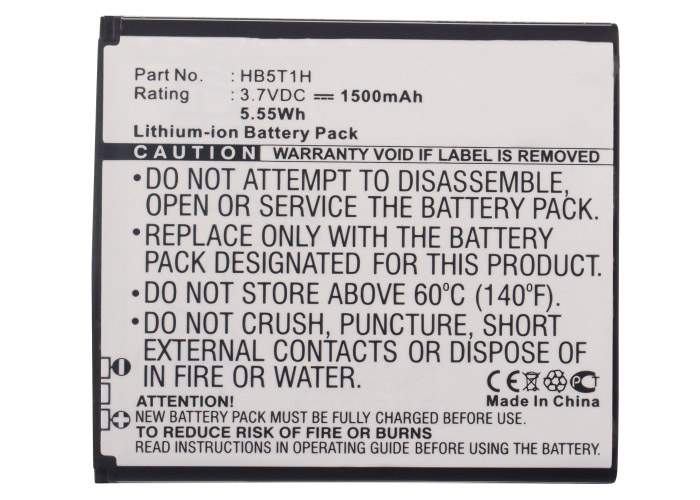 Part No. : HB5T1H
Rating : 3.7VDC 1500mAh
5.55Wh
Lithium-ion Battery Pack
CAUTION WARRANTY VOID IF LABEL IS REMOVED
•DO NOT ATTEMPT TO DISASSEMBLE,
OPEN OR SERVICE THE BATTERY PACK.
•REPLACE ONLY WITH THE BATTERY
PACK DESIGNATED FOR THIS PRODUCT.
•DO NOT STORE ABOVE 60°C (140°F).
•DO NOT CRUSH, PUNCTURE, SHORT
EXTERNAL CONTACTS OR DISPOSE OF
IN FIRE OR WATER.
CE PCT
Made In China
ATTENTION!
NEW BATTERY PACK MUST BE FULLY CHARGED BEFORE USE
TO REDUCE RISK OF FIRE OR BURNS
READ INSTRUCTIONS IN OPERATING GUIDE BEFORE USING THE BATTERY.